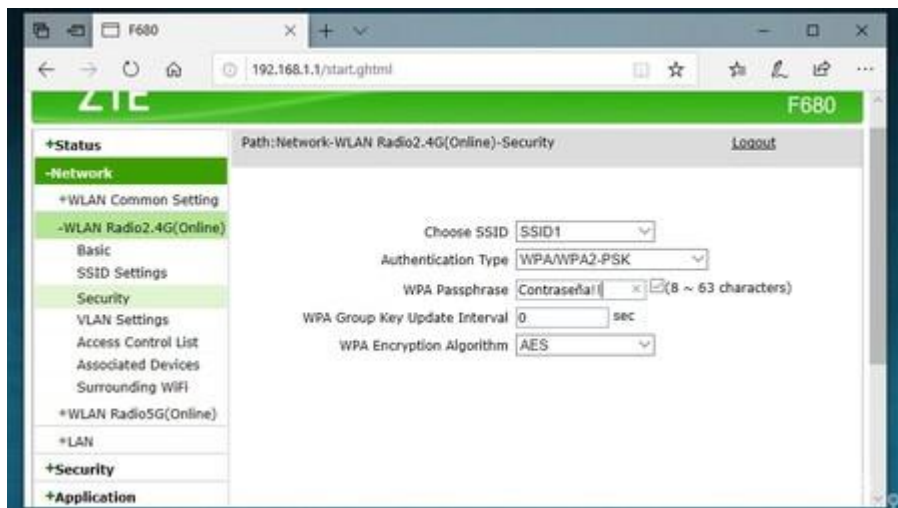 F680
192.168.1.1/start.ghtml
ZTE
F680
+Status
Path:Network-WLAN Radio2.4G(Online)-Security
Logout
-Network
+WLAN Common Setting
-WLAN Radio2.4G(Online)
Basic
SSID Settings
Security
VLAN Settings
Access Control List
Associated Devices
Surrounding WiFi
+WLAN Radio5G(Online)
+LAN
+Security
+Application
Choose SSID SSID1
Authentication Type WPA/WPA2-PSK
WPA Passphrase Contraseña!! (8 ~ 63 characters)
WPA Group Key Update Interval 0 sec
WPA Encryption Algorithm AES